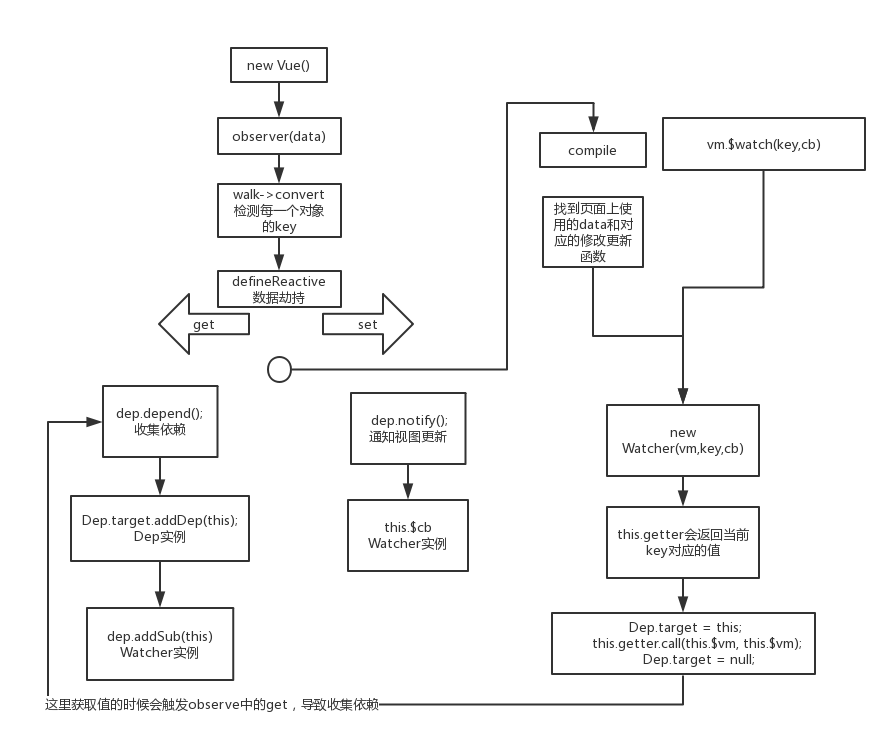 new Vue()
observer(data)
walk->convert
检测每一个对象
的key
defineReactive
数据劫持
get
set
compile
vm.$watch(key,cb)
找到页面上使
用的data和对
应的修改更新
函数
dep.depend();
收集依赖
Dep.target.addDep(this);
Dep实例
dep.addSub(this)
Watcher实例
dep.notify();
通知视图更新
this.$cb
Watcher实例
new
Watcher(vm,key,cb)
this.getter会返回当前
key对应的值
Dep.target = this;
this.getter.call(this.$vm, this.$vm);
Dep.target = null;
这里获取值的时候会触发observe中的get，导致收集依赖